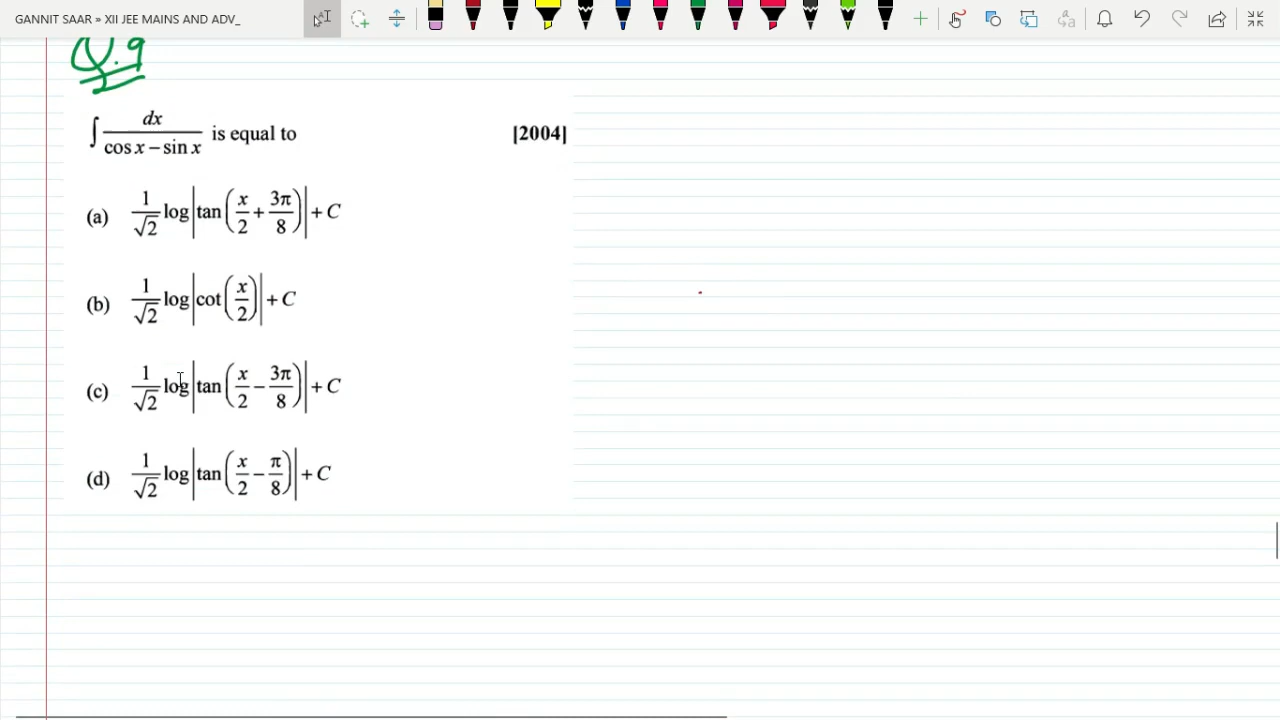 GANNIT SAAR » XII JEE MAINS AND ADV_
Q.9
∫ dx / (cos x – sin x) is equal to [2004]
(a) 1/√2 log|tan(x/2 + 3π/8)| + C
(b) 1/√2 log|cot(x/2)| + C
(c) 1/√2 log|tan(x/2 – 3π/8)| + C
(d) 1/√2 log|tan(x/2 – π/8)| + C